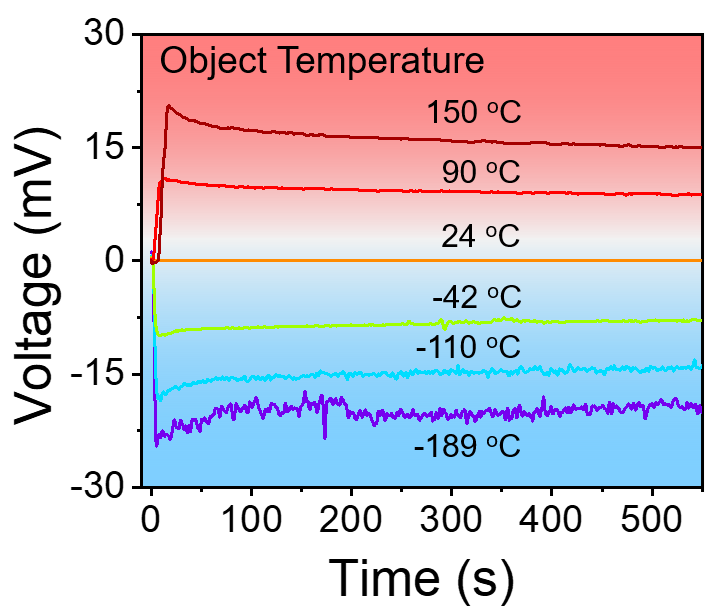 30
Object Temperature
150 °C
15
90 °C
24 °C
0
-42 °C
-110 °C
-15
-189 °C
-30
0 100 200 300 400 500
Time (s)
Voltage (mV)